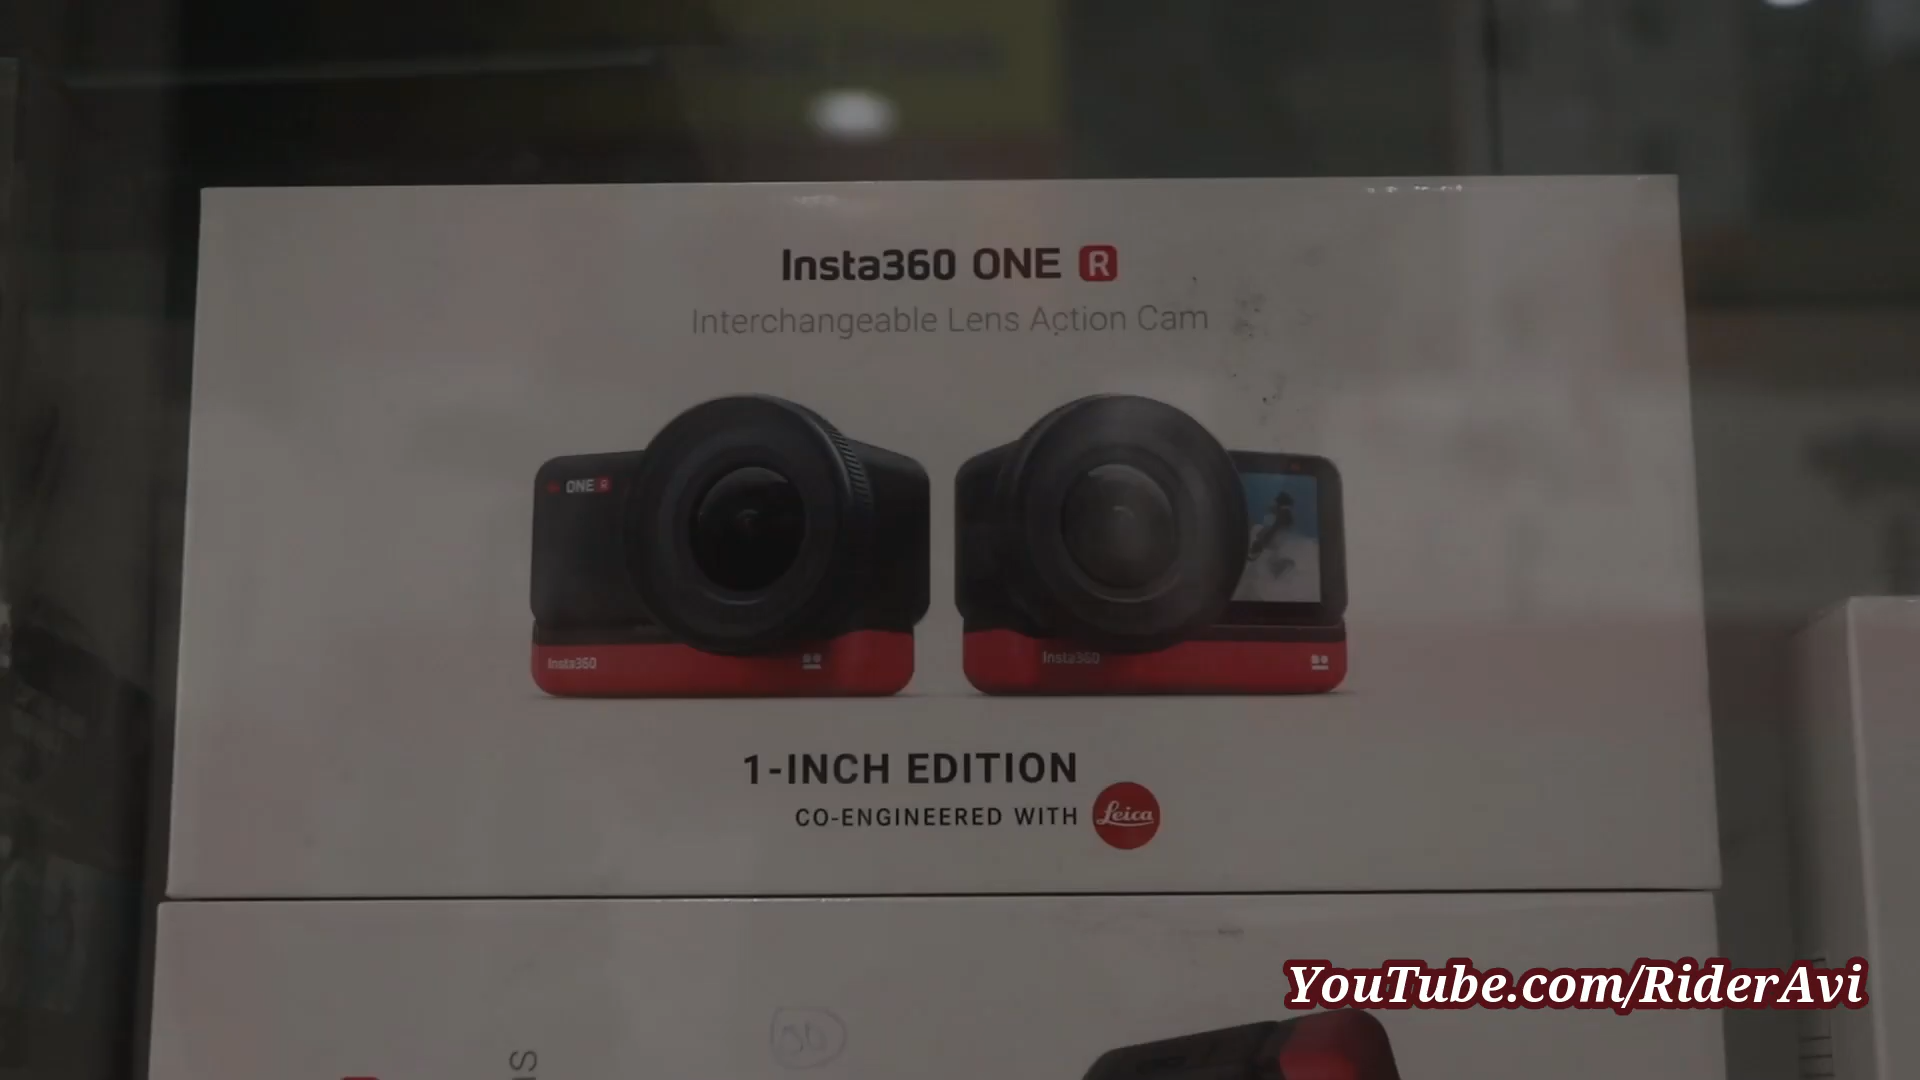 Insta360 ONE R
Interchangeable Lens Action Cam
ONE R
Insta360
Insta360
1-INCH EDITION
CO-ENGINEERED WITH Leica
YouTube.com/RiderAvi